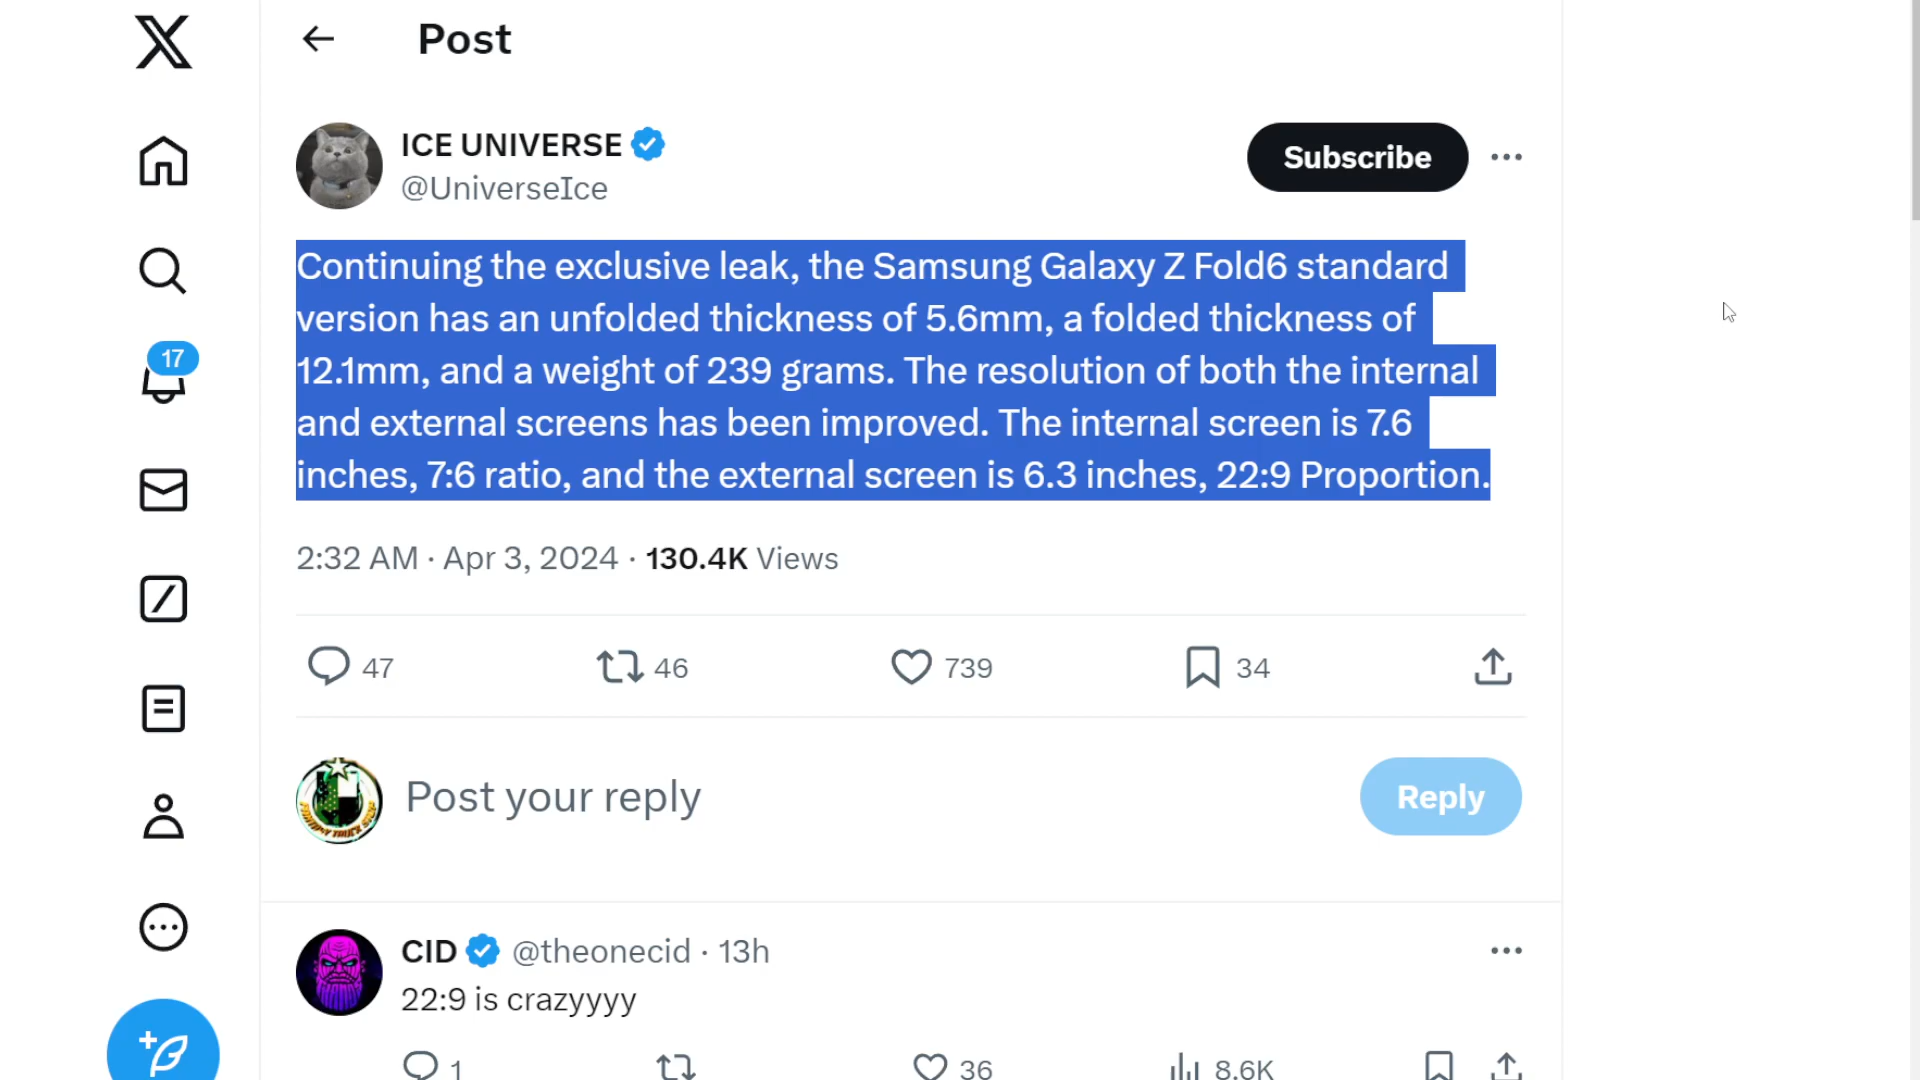 Post
ICE UNIVERSE
@UniverseIce
Subscribe
Continuing the exclusive leak, the Samsung Galaxy Z Fold6 standard
version has an unfolded thickness of 5.6mm, a folded thickness of
12.1mm, and a weight of 239 grams. The resolution of both the internal
and external screens has been improved. The internal screen is 7.6
inches, 7:6 ratio, and the external screen is 6.3 inches, 22:9 Proportion.
17
2:32 AM · Apr 3, 2024 · 130.4K Views
47 46 739 34
Post your reply
Reply
CID @theonecid · 13h
22:9 is crazyyyy
1 36 8.6K